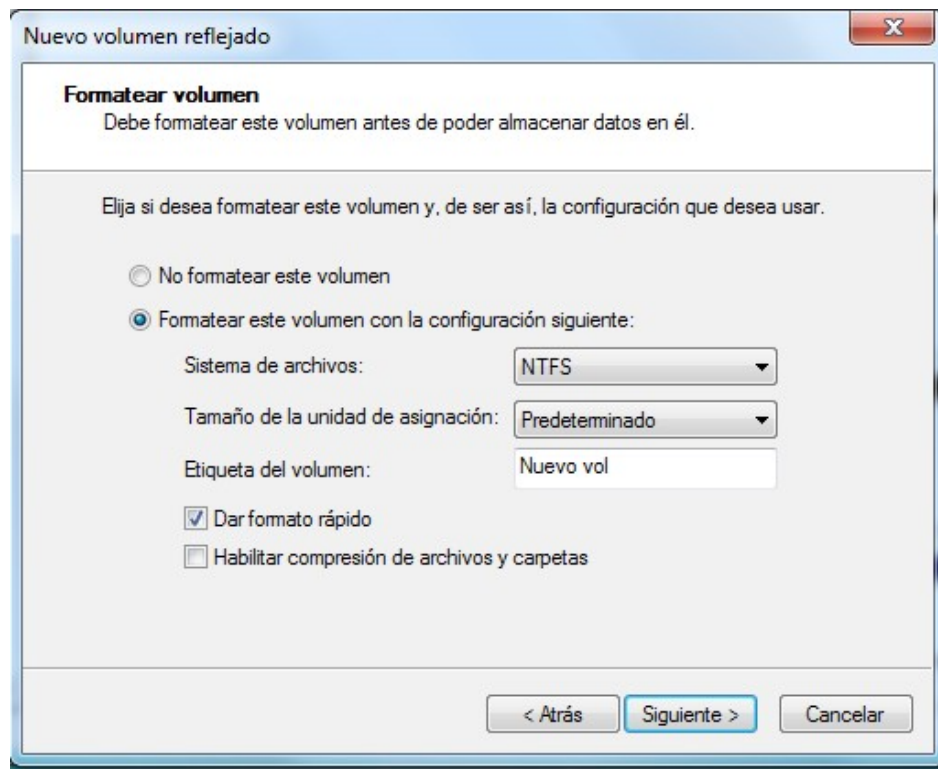 Nuevo volumen reflejado
Formatear volumen
Debe formatear este volumen antes de poder almacenar datos en él.
Elija si desea formatear este volumen y, de ser así, la configuración que desea usar.
No formatear este volumen
Formatear este volumen con la configuración siguiente:
Sistema de archivos: NTFS
Tamaño de la unidad de asignación: Predeterminado
Etiqueta del volumen: Nuevo vol
Dar formato rápido
Habilitar compresión de archivos y carpetas
< Atrás Siguiente > Cancelar